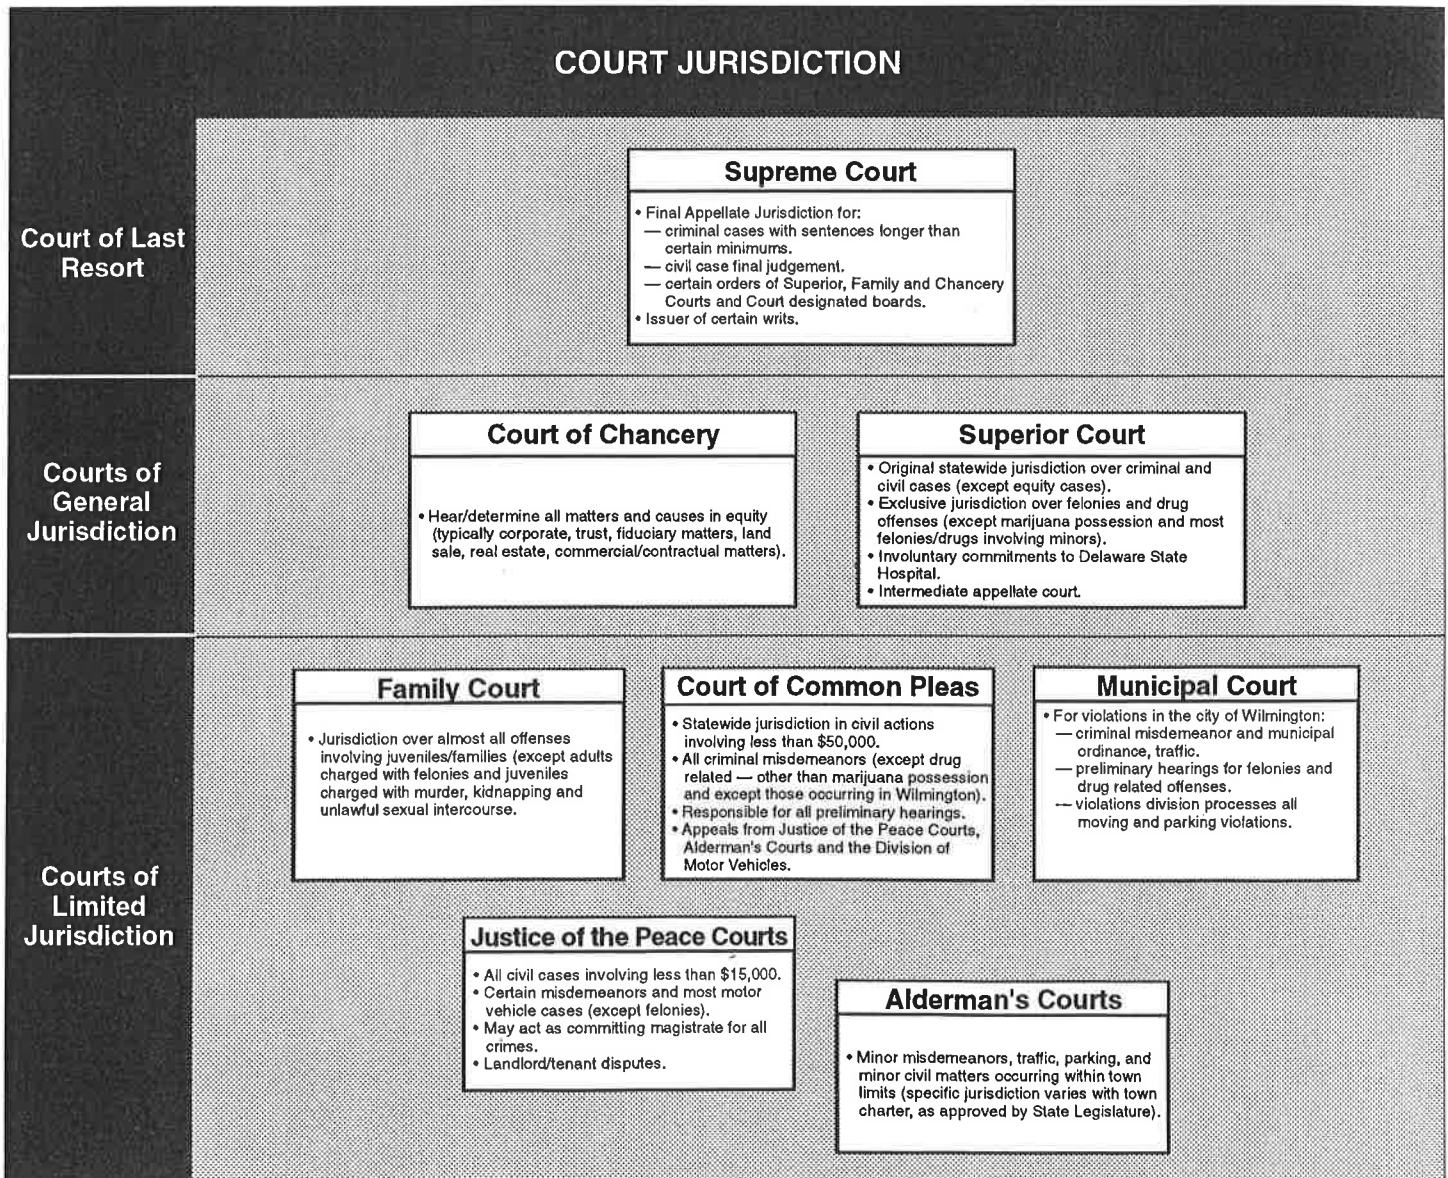 COURT JURISDICTION
Court of Last
Resort
Supreme Court
• Final Appellate Jurisdiction for:
— criminal cases with sentences longer than
certain minimums.
— civil case final judgement.
— certain orders of Superior, Family and Chancery
Courts and Court designated boards.
• Issuer of certain writs.
Courts of
General
Jurisdiction
Court of Chancery
• Hear/determine all matters and causes in equity
(typically corporate, trust, fiduciary matters, land
sale, real estate, commercial/contractual matters).
Superior Court
• Original statewide jurisdiction over criminal and
civil cases (except equity cases).
• Exclusive jurisdiction over felonies and drug
offenses (except marijuana possession and most
felonies/drugs involving minors).
• Involuntary commitments to Delaware State
Hospital.
• Intermediate appellate court.
Courts of
Limited
Jurisdiction
Family Court
• Jurisdiction over almost all offenses
involving juveniles/families (except adults
charged with felonies and juveniles
charged with murder, kidnapping and
unlawful sexual intercourse.
Court of Common Pleas
• Statewide jurisdiction in civil actions
involving less than $50,000.
• All criminal misdemeanors (except drug
related — other than marijuana possession
and except those occurring in Wilmington).
• Responsible for all preliminary hearings.
• Appeals from Justice of the Peace Courts,
Alderman's Courts and the Division of
Motor Vehicles.
Municipal Court
• For violations in the city of Wilmington:
— criminal misdemeanor and municipal
ordinance, traffic.
— preliminary hearings for felonies and
drug related offenses.
— violations division processes all
moving and parking violations.
Justice of the Peace Courts
• All civil cases involving less than $15,000.
• Certain misdemeanors and most motor
vehicle cases (except felonies).
• May act as committing magistrate for all
crimes.
• Landlord/tenant disputes.
Alderman's Courts
• Minor misdemeanors, traffic, parking, and
minor civil matters occurring within town
limits (specific jurisdiction varies with town
charter, as approved by State Legislature).